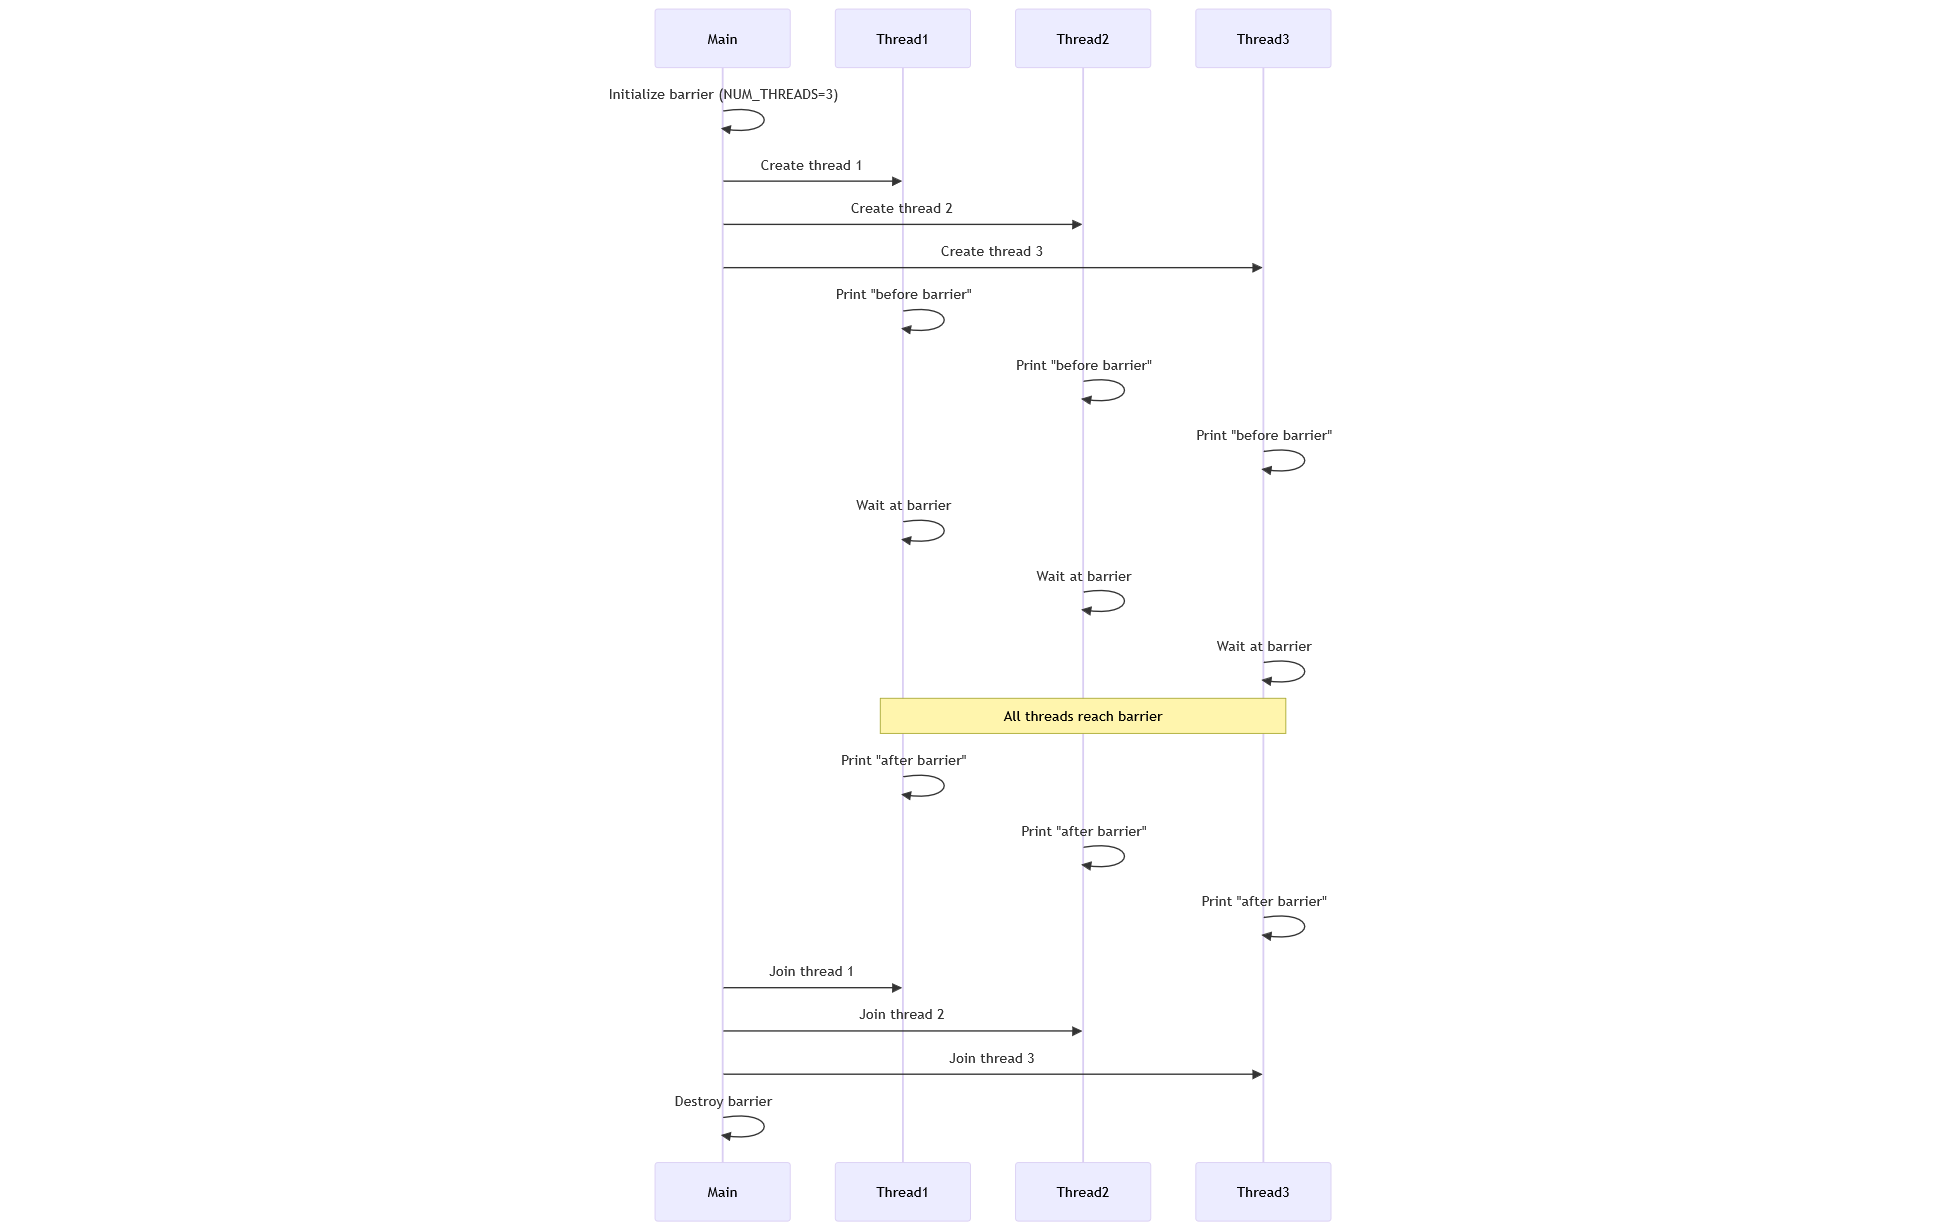 Main
Thread1
Thread2
Thread3
Initialize barrier (NUM_THREADS=3)
Create thread 1
Create thread 2
Create thread 3
Print "before barrier"
Print "before barrier"
Print "before barrier"
Wait at barrier
Wait at barrier
Wait at barrier
All threads reach barrier
Print "after barrier"
Print "after barrier"
Print "after barrier"
Join thread 1
Join thread 2
Join thread 3
Destroy barrier
Main
Thread1
Thread2
Thread3